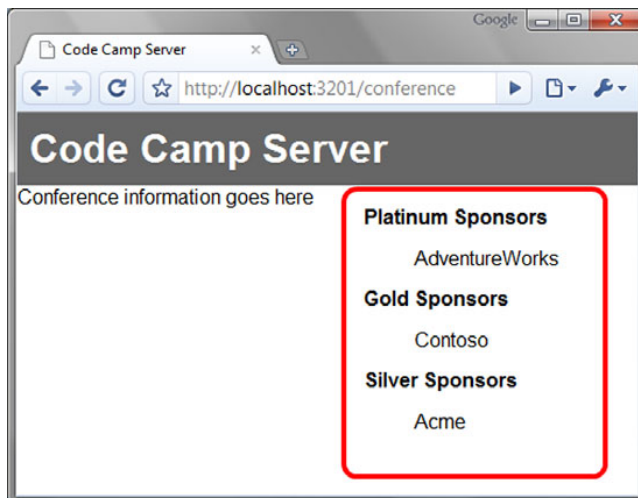 Google
Code Camp Server
http://localhost:3201/conference
Code Camp Server
Conference information goes here
Platinum Sponsors
AdventureWorks
Gold Sponsors
Contoso
Silver Sponsors
Acme